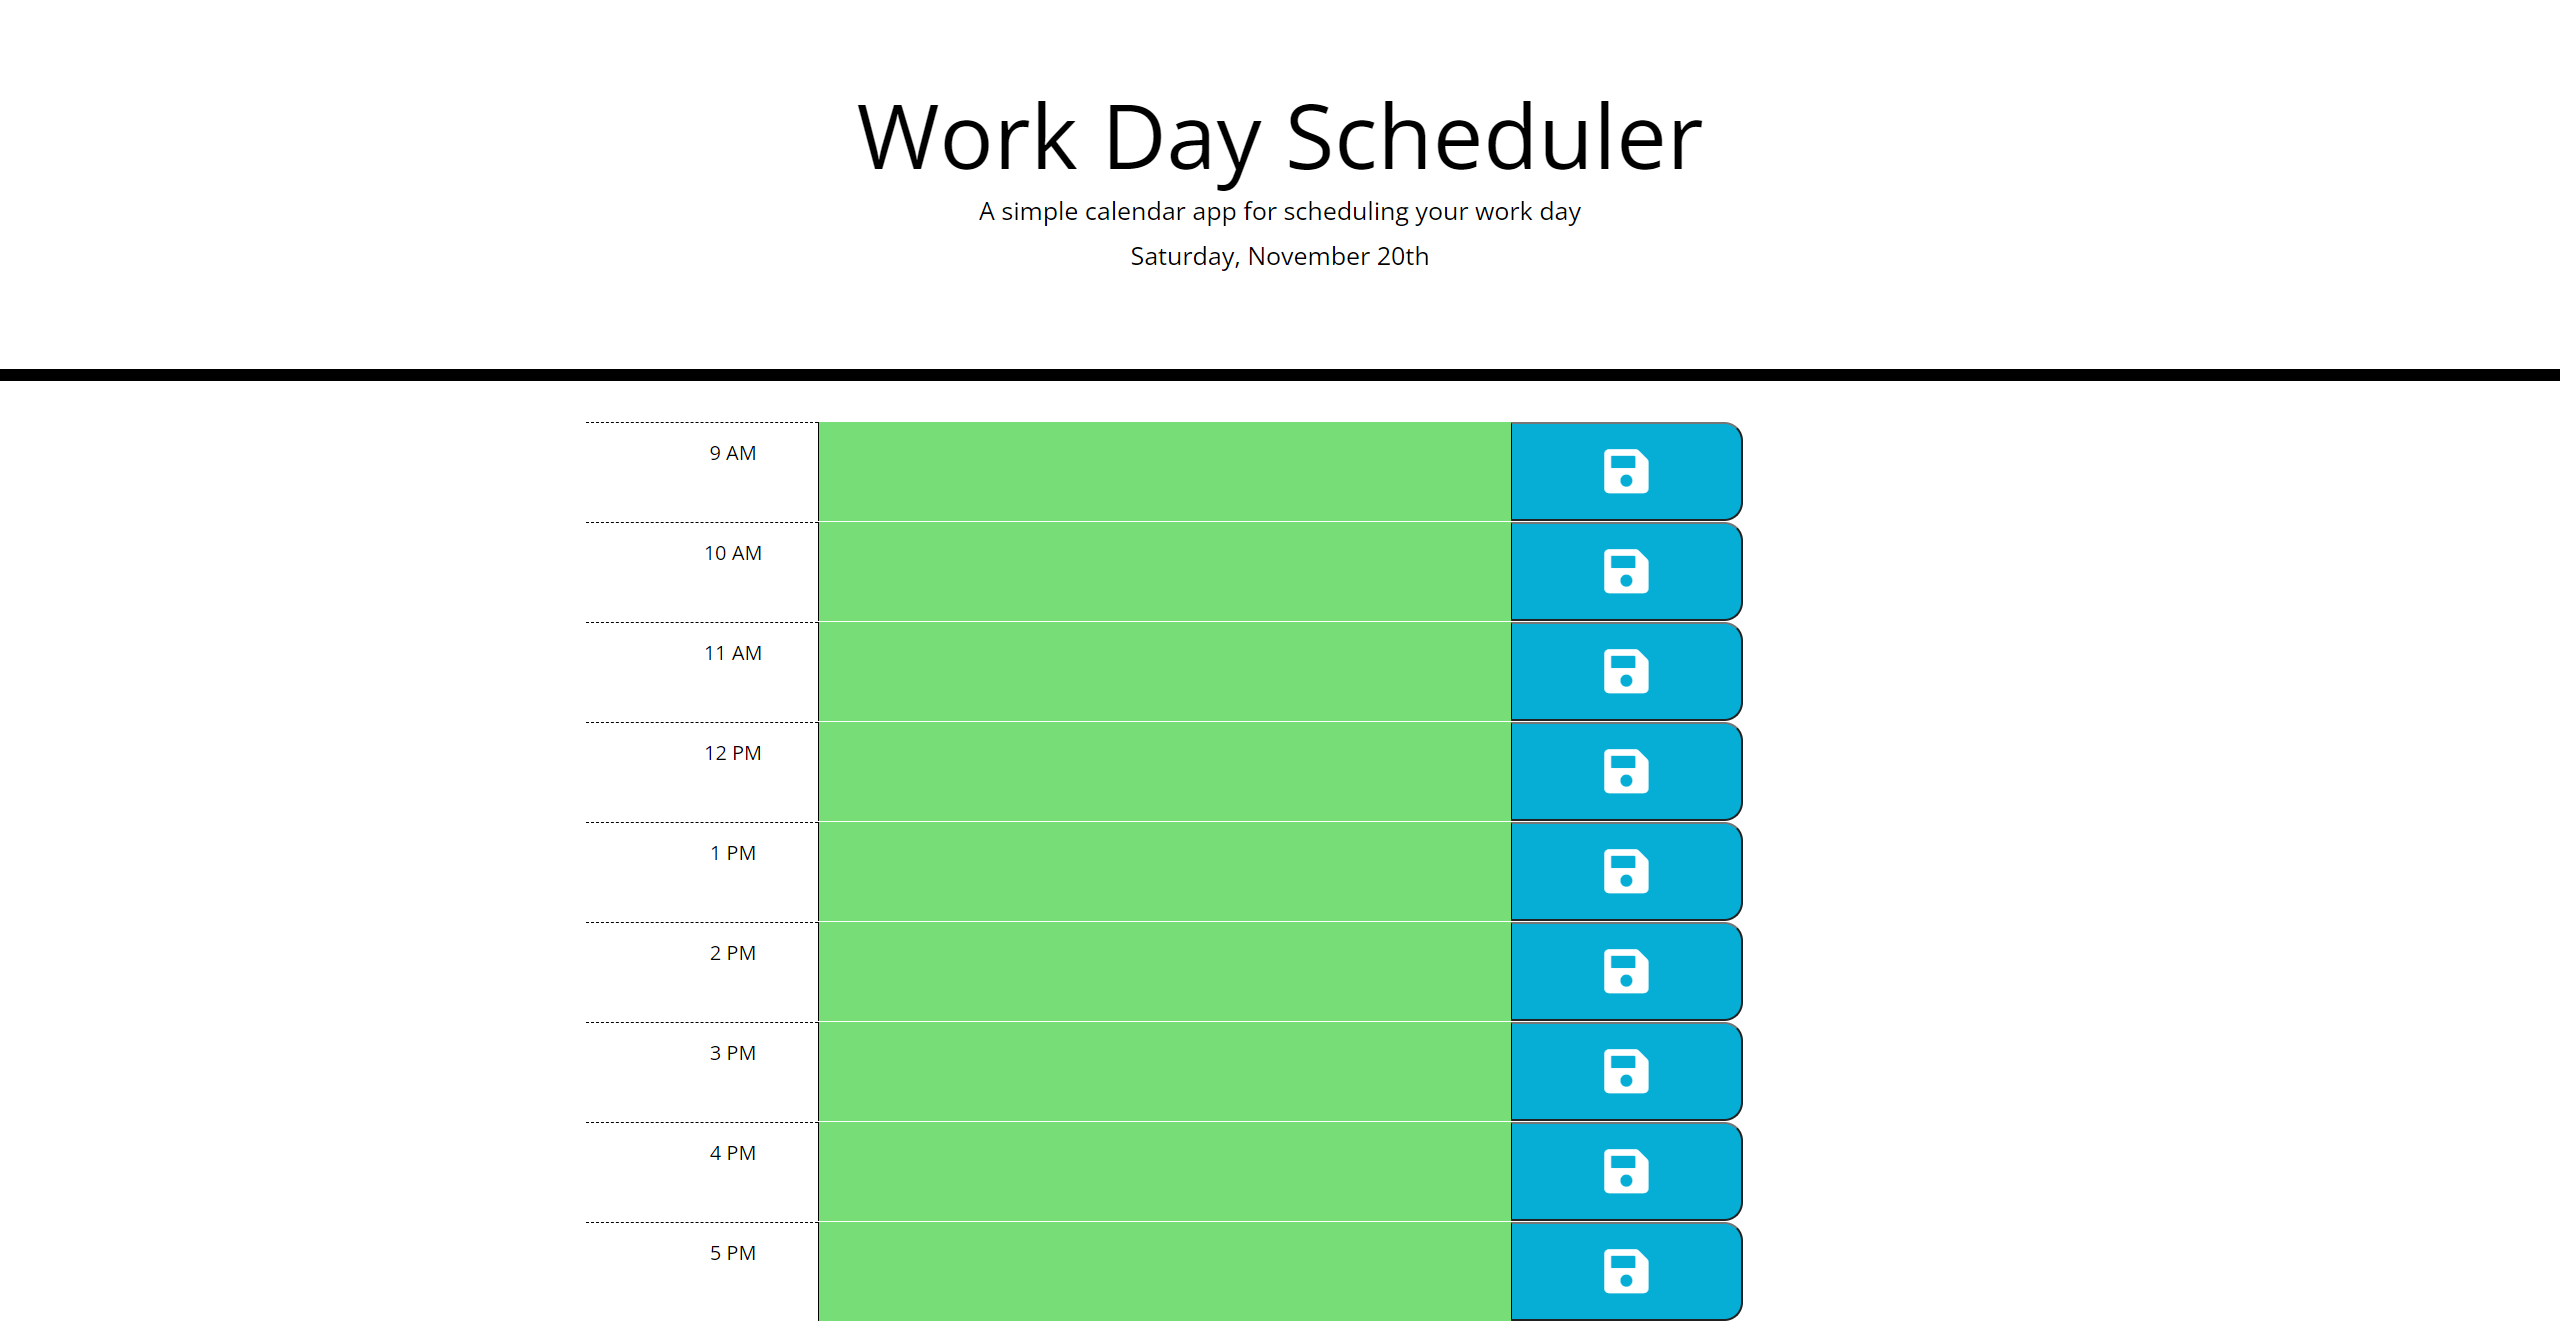 Work Day Scheduler
A simple calendar app for scheduling your work day
Saturday, November 20th
9 AM
10 AM
11 AM
12 PM
1 PM
2 PM
3 PM
4 PM
5 PM